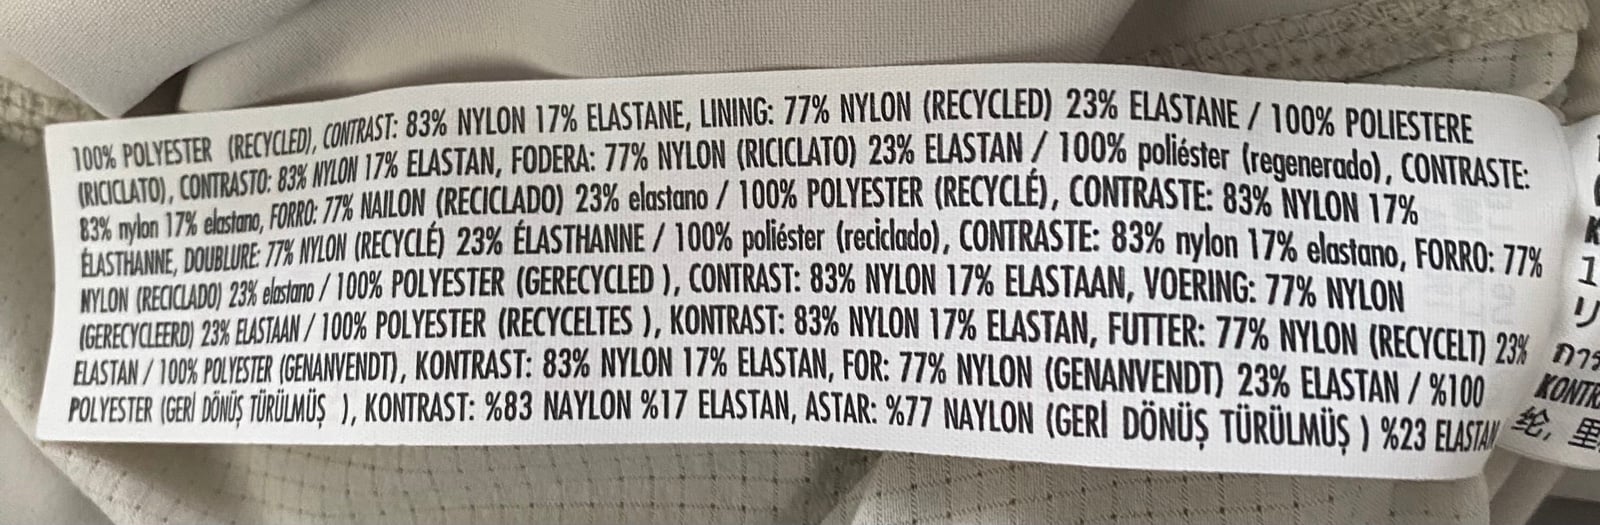 100% POLYESTER (RECYCLED), CONTRAST: 83% NYLON 17% ELASTANE, LINING: 77% NYLON (RECYCLED) 23% ELASTANE / 100% POLIESTERE
(RICICLATO), CONTRASTO: 83% NYLON 17% ELASTAN, FODERA: 77% NYLON (RICICLATO) 23% ELASTAN / 100% poliéster (regenerado), CONTRASTE:
83% nylon 17% elastano, FORRO: 77% NAILON (RECICLADO) 23% elastano / 100% POLYESTER (RECYCLÉ), CONTRASTE: 83% NYLON 17%
ÉLASTHANNE, DOUBLURE: 77% NYLON (RECYCLÉ) 23% ÉLASTHANNE / 100% poliéster (reciclado), CONTRASTE: 83% nylon 17% elastano, FORRO: 77%
NYLON (RECICLADO) 23% elastano / 100% POLYESTER (GERECYCLED ), CONTRAST: 83% NYLON 17% ELASTAAN, VOERING: 77% NYLON
(GERECYCLEERD) 23% ELASTAAN / 100% POLYESTER (RECYCELTES ), KONTRAST: 83% NYLON 17% ELASTAN, FUTTER: 77% NYLON (RECYCELT) 23%
ELASTAN / 100% POLYESTER (GENANVENDT), KONTRAST: 83% NYLON 17% ELASTAN, FOR: 77% NYLON (GENANVENDT) 23% ELASTAN / %100
POLYESTER (GERİ DÖNÜŞ TÜRÜLMÜŞ ), KONTRAST: %83 NAYLON %17 ELASTAN, ASTAR: %77 NAYLON (GERİ DÖNÜŞ TÜRÜLMÜŞ ) %23 ELASTAN
纶, 里